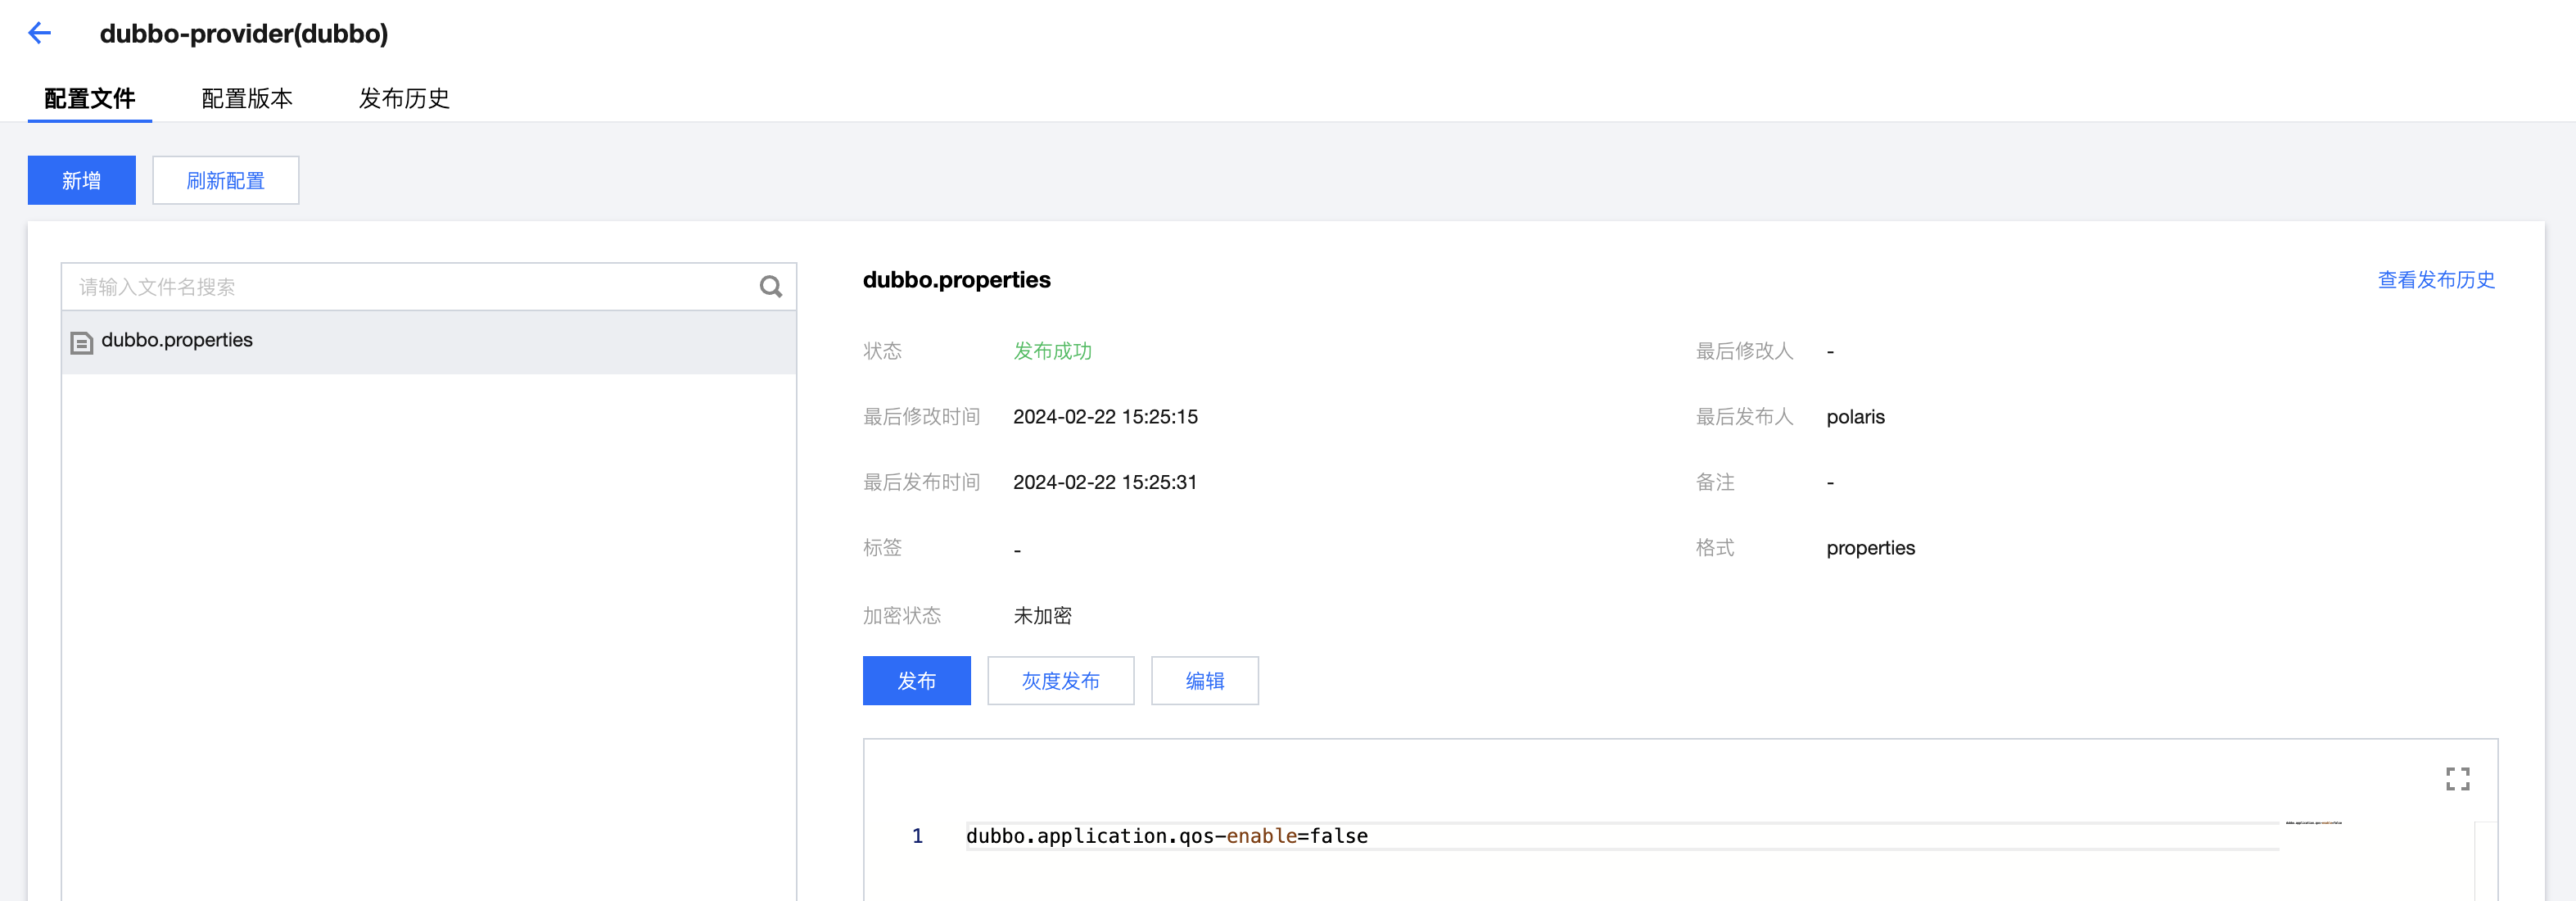 dubbo-provider(dubbo)
配置文件 配置版本 发布历史
新增 刷新配置
请输入文件名搜索
dubbo.properties
dubbo.properties 查看发布历史
状态 发布成功 最后修改人 -
最后修改时间 2024-02-22 15:25:15 最后发布人 polaris
最后发布时间 2024-02-22 15:25:31 备注 -
标签 - 格式 properties
加密状态 未加密
发布 灰度发布 编辑
1 dubbo.application.qos-enable=false
dubbo.application.qos-enable=false